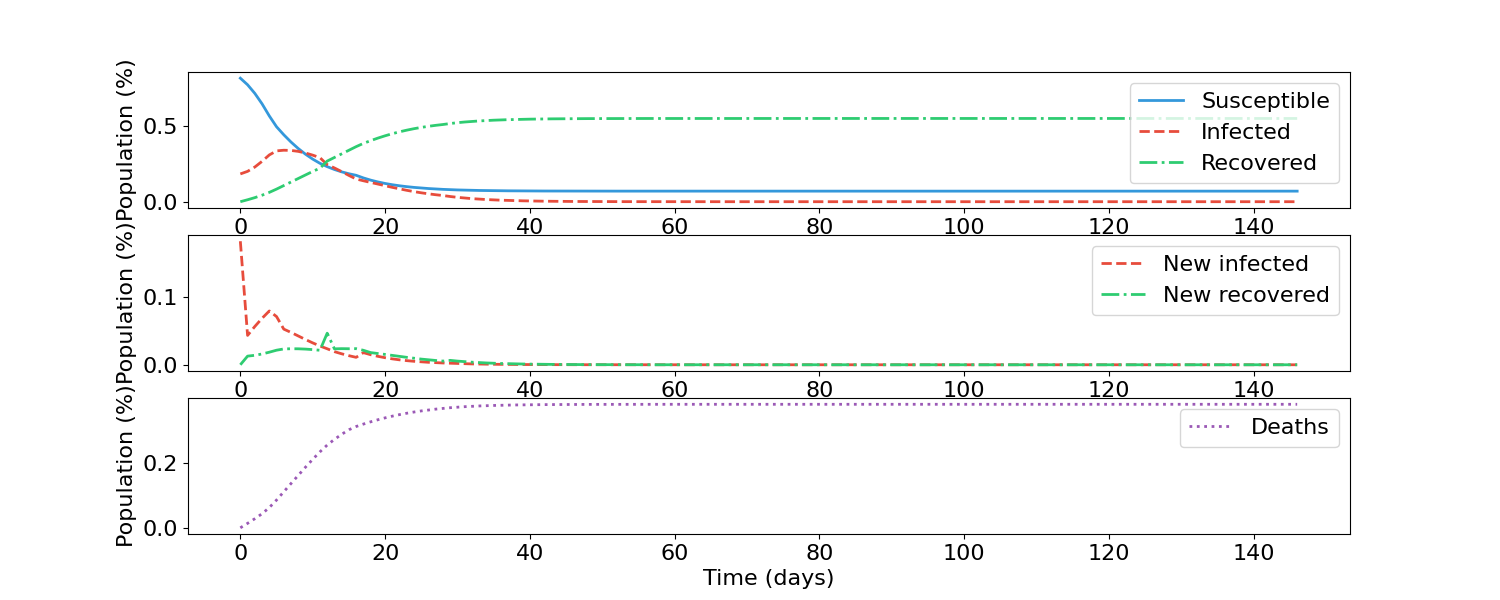 Population (%)
0.5
0.0
Susceptible
Infected
Recovered
0 20 40 60 80 100 120 140
Population (%)
0.1
0.0
New infected
New recovered
0 20 40 60 80 100 120 140
Population (%)
0.2
0.0
Deaths
0 20 40 60 80 100 120 140
Time (days)